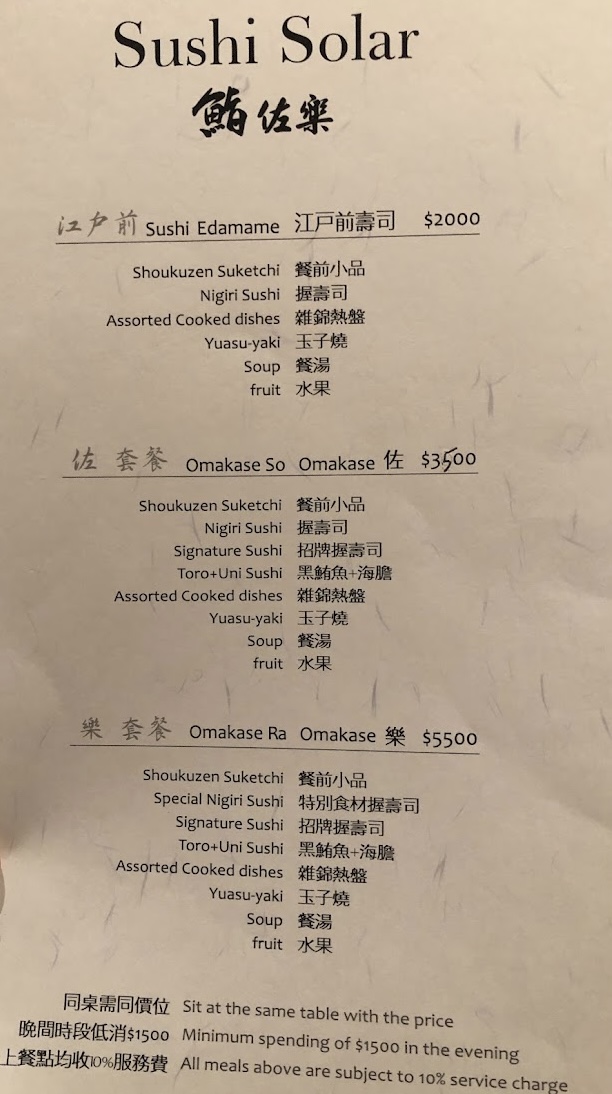 Sushi Solar
鮨佐樂
江户前 Sushi Edamame 江戸前壽司 $2000
Shoukuzen Suketchi 餐前小品
Nigiri Sushi 握壽司
Assorted Cooked dishes 雜錦熱盤
Yuasu-yaki 玉子燒
Soup 餐湯
fruit 水果
佐 套餐 Omakase So Omakase 佐 $3500
Shoukuzen Suketchi 餐前小品
Nigiri Sushi 握壽司
Signature Sushi 招牌握壽司
Toro+Uni Sushi 黑鮪魚+海膽
Assorted Cooked dishes 雜錦熱盤
Yuasu-yaki 玉子燒
Soup 餐湯
fruit 水果
樂 套餐 Omakase Ra Omakase 樂 $5500
Shoukuzen Suketchi 餐前小品
Special Nigiri Sushi 特別食材握壽司
Signature Sushi 招牌握壽司
Toro+Uni Sushi 黑鮪魚+海膽
Assorted Cooked dishes 雜錦熱盤
Yuasu-yaki 玉子燒
Soup 餐湯
fruit 水果
同桌需同價位 Sit at the same table with the price
晚間時段低消$1500 Minimum spending of $1500 in the evening
上餐點均收10%服務費 All meals above are subject to 10% service charge